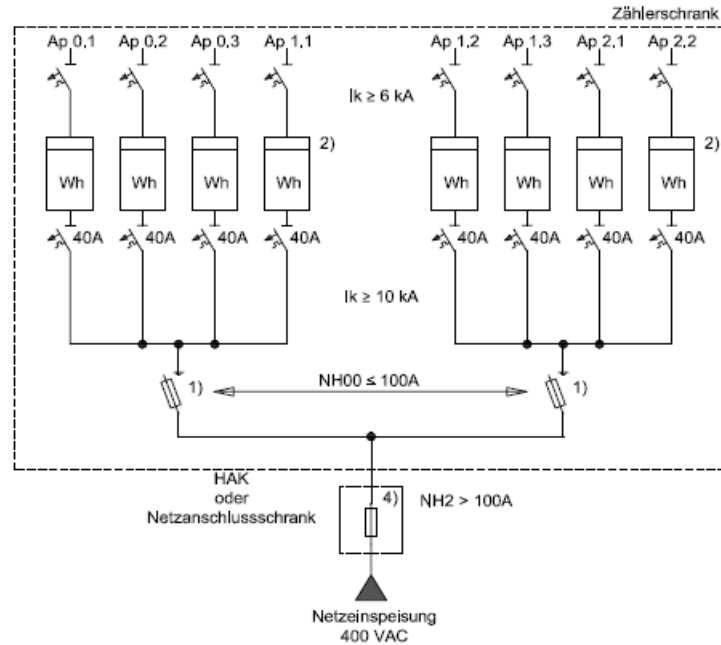 Zählerschrank
Ap 0,1 Ap 0,2 Ap 0,3 Ap 1,1 Ap 1,2 Ap 1,3 Ap 2,1 Ap 2,2
Ik ≥ 6 kA
2) 2)
Wh Wh Wh Wh Wh Wh Wh Wh
40A 40A 40A 40A 40A 40A 40A 40A
Ik ≥ 10 kA
1) NH00 ≤ 100A 1)
HAK
oder
Netzanschlussschrank
4) NH2 > 100A
Netzeinspeisung
400 VAC